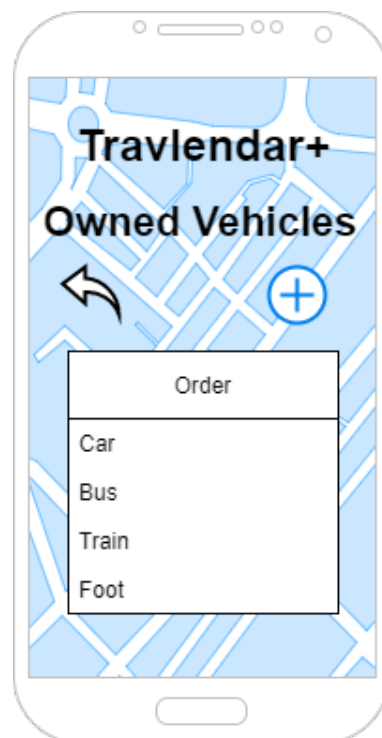 Travlendar+
Owned Vehicles
Order
Car
Bus
Train
Foot